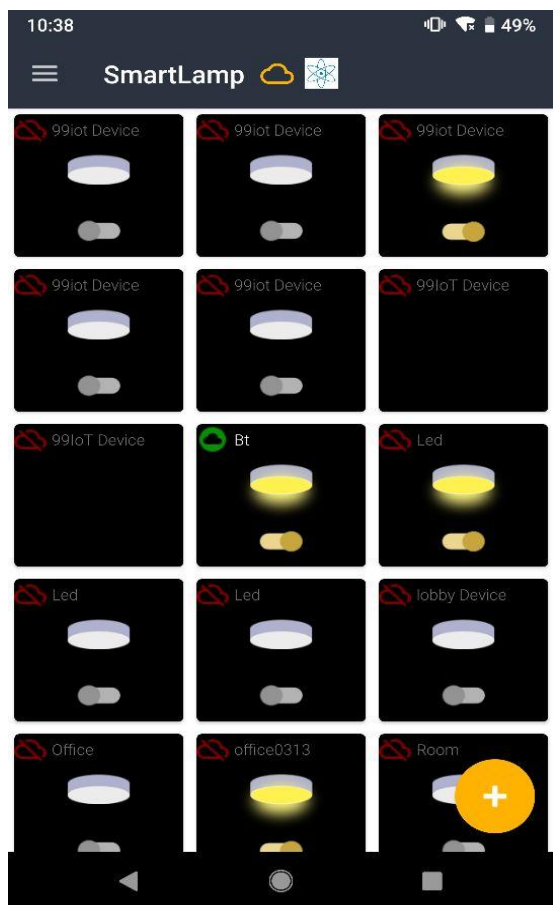 10:38 49%
SmartLamp
99iot Device 99iot Device 99iot Device
99iot Device 99iot Device 99IoT Device
99IoT Device Bt Led
Led Led lobby Device
Office office0313 Room
+